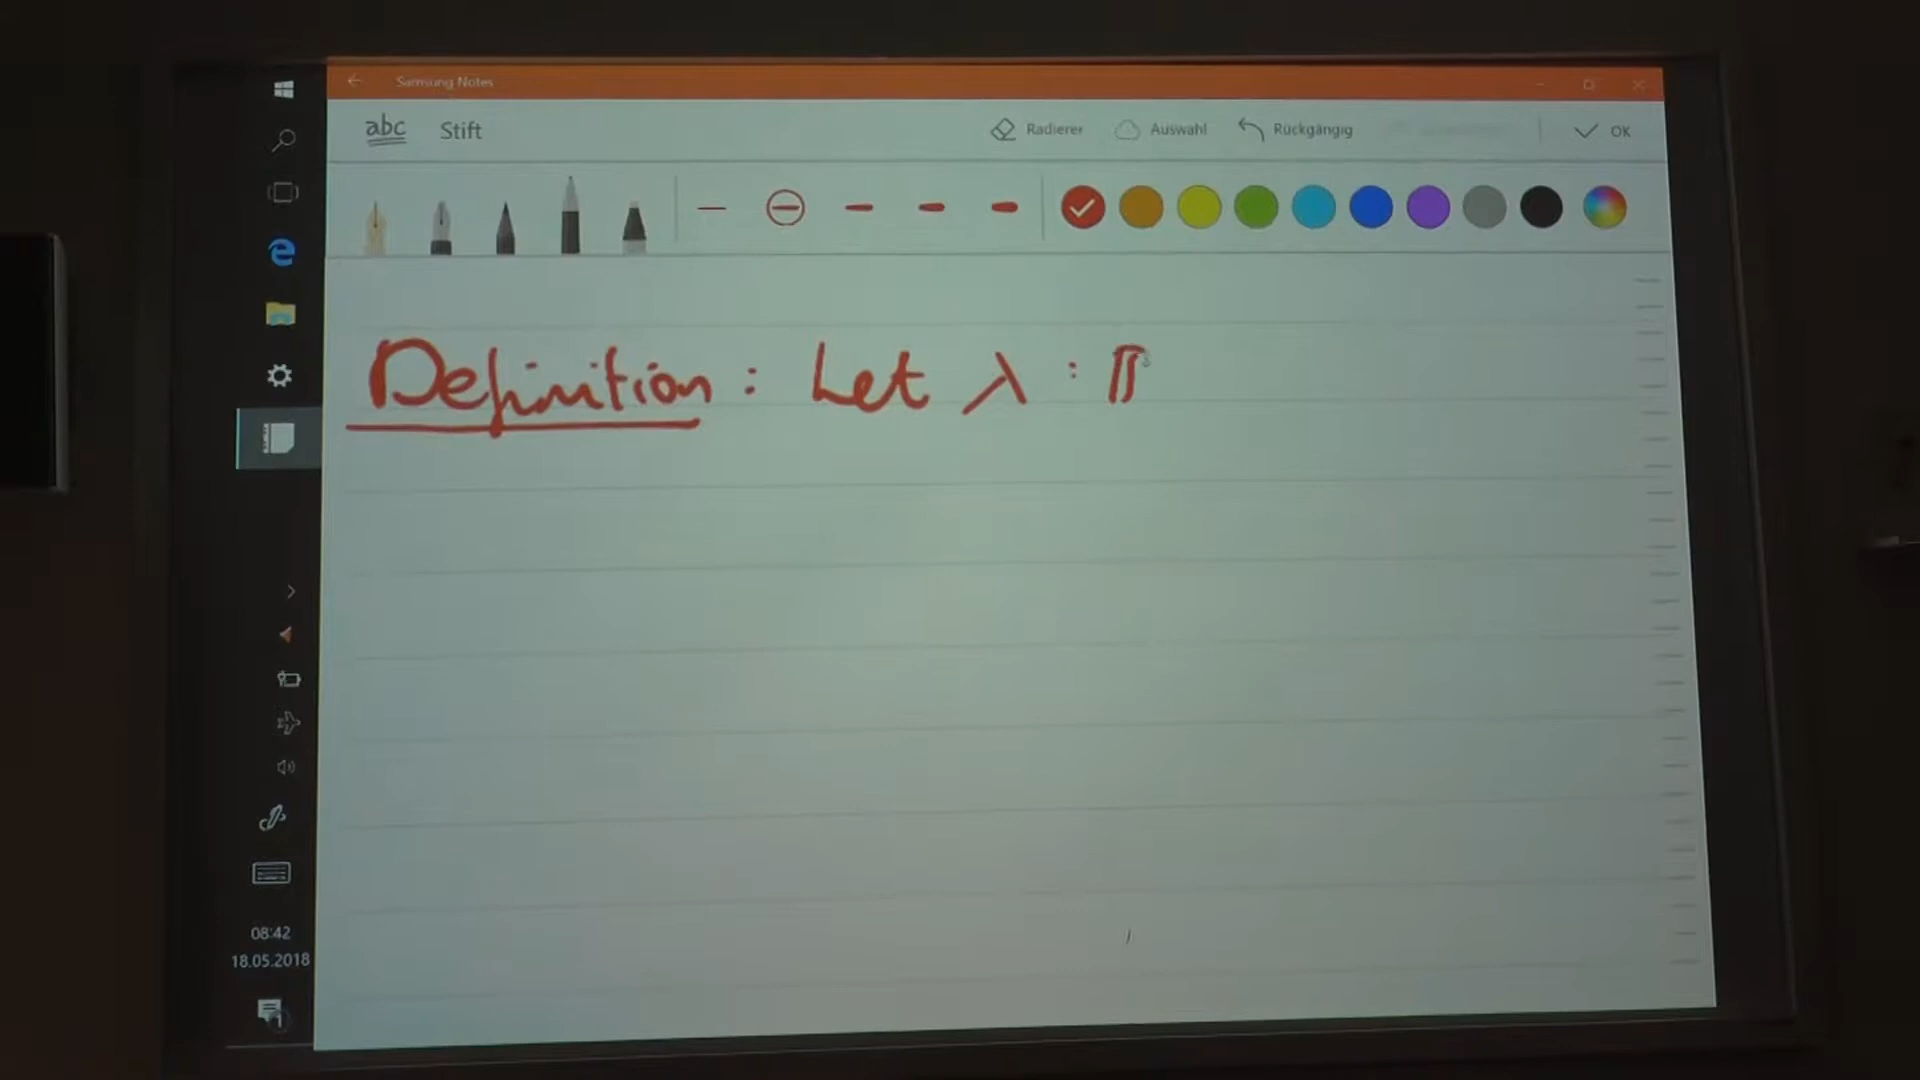 Samsung Notes
abc Stift Radierer Auswahl Rückgängig OK
Definition : Let λ :
08:42
18.05.2018